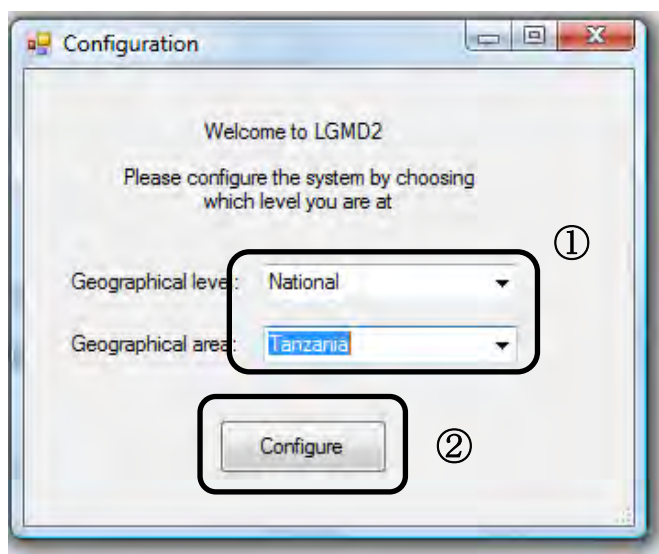 Configuration
Welcome to LGMD2
Please configure the system by choosing
which level you are at
①
Geographical level: National
Geographical area: Tanzania
Configure
②